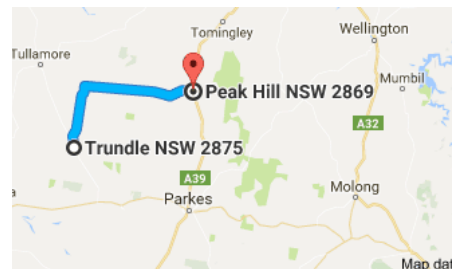 Tomingley
Wellington
Tullamore
Peak Hill NSW 2869
Mumbil
A32
Trundle NSW 2875
A39
Parkes
Molong
Map dat